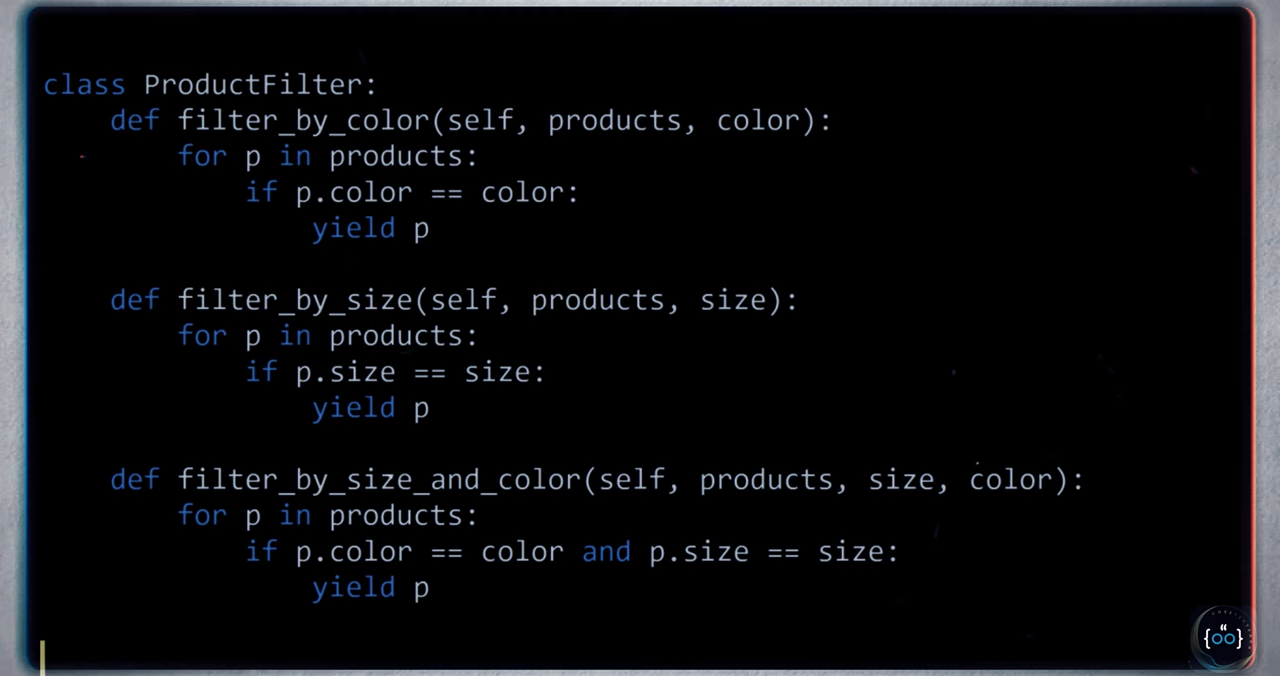 class ProductFilter:
    def filter_by_color(self, products, color):
        for p in products:
            if p.color == color:
                yield p
    def filter_by_size(self, products, size):
        for p in products:
            if p.size == size:
                yield p
    def filter_by_size_and_color(self, products, size, color):
        for p in products:
            if p.color == color and p.size == size:
                yield p